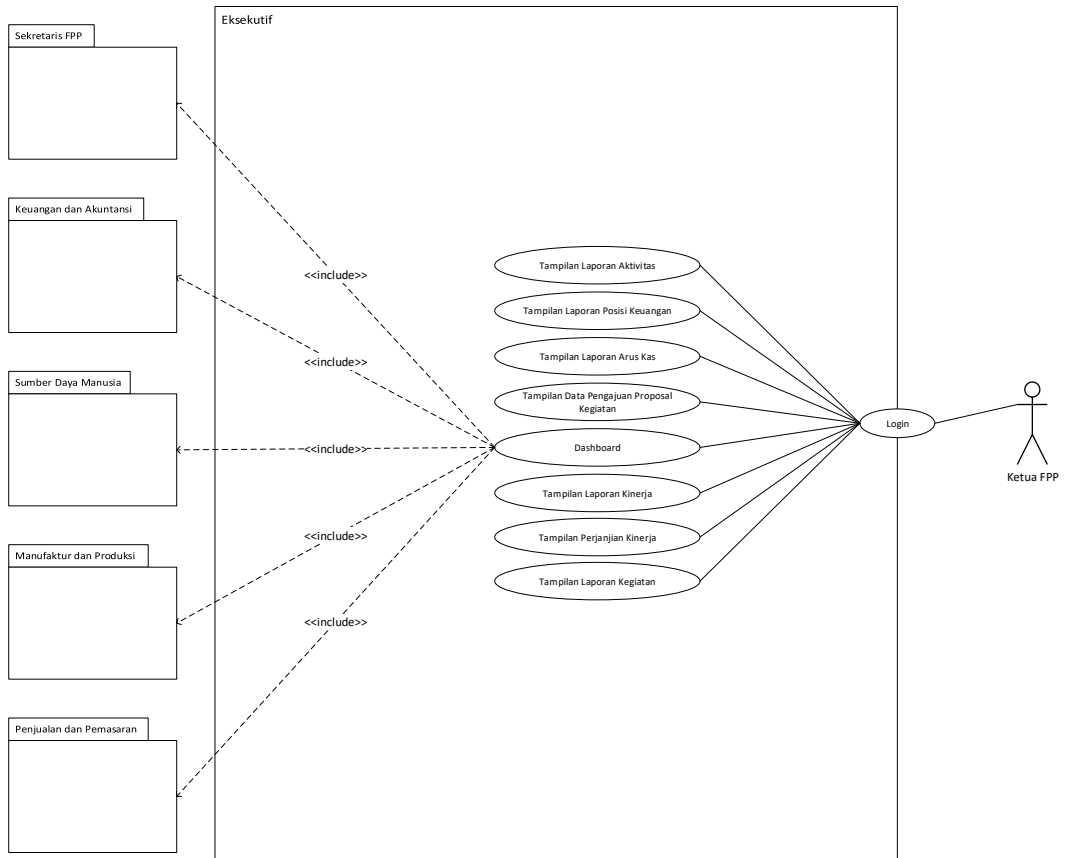 Eksekutif
Sekretaris FPP
Keuangan dan Akuntansi
Sumber Daya Manusia
Manufaktur dan Produksi
Penjualan dan Pemasaran
<<include>>
<<include>>
<<include>>
<<include>>
<<include>>
Tampilan Laporan Aktivitas
Tampilan Laporan Posisi Keuangan
Tampilan Laporan Arus Kas
Tampilan Data Pengajuan Proposal
Kegiatan
Dashboard
Tampilan Laporan Kinerja
Tampilan Perjanjian Kinerja
Tampilan Laporan Kegiatan
Login
Ketua FPP